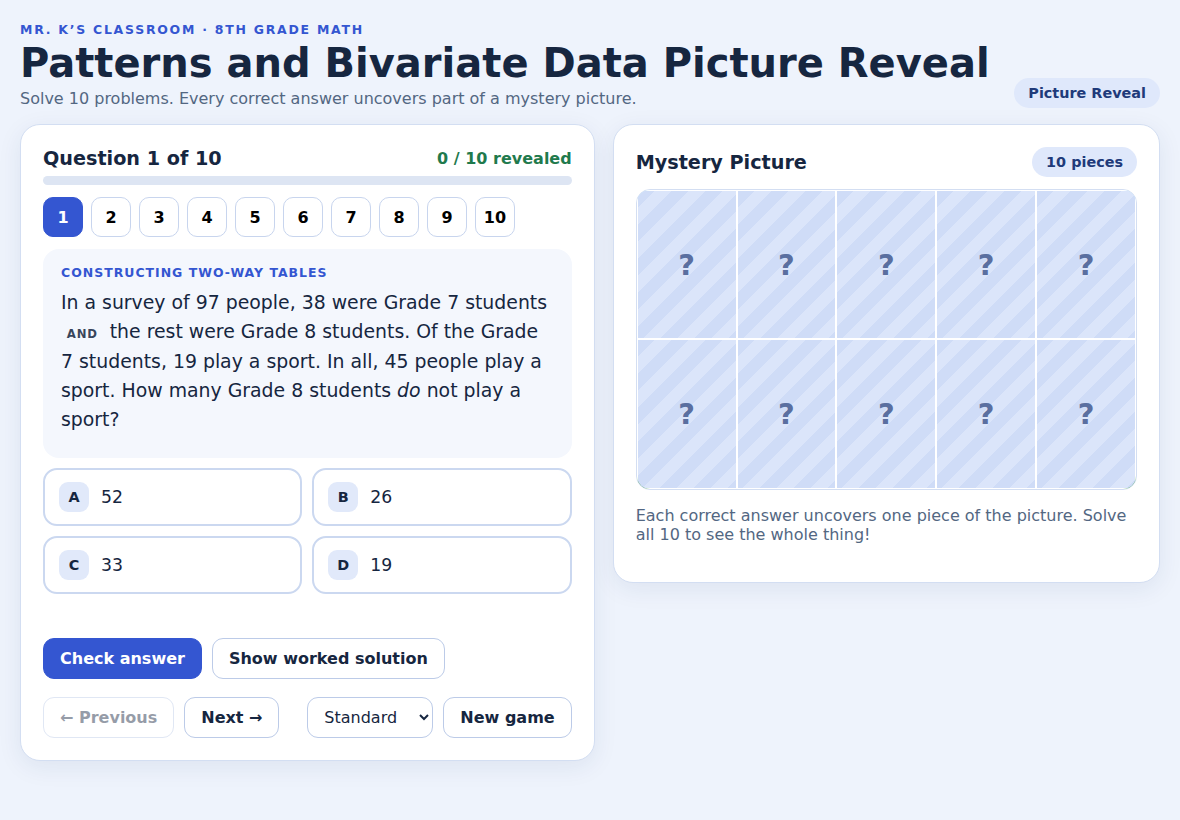 MR. K’S CLASSROOM · 8TH GRADE MATH
Patterns and Bivariate Data Picture Reveal
Solve 10 problems. Every correct answer uncovers part of a mystery picture.
Picture Reveal
Question 1 of 10
0 / 10 revealed
1 2 3 4 5 6 7 8 9 10
CONSTRUCTING TWO-WAY TABLES
In a survey of 97 people, 38 were Grade 7 students
AND the rest were Grade 8 students. Of the Grade
7 students, 19 play a sport. In all, 45 people play a
sport. How many Grade 8 students do not play a
sport?
A 52
B 26
C 33
D 19
Check answer
Show worked solution
← Previous
Next →
Standard
New game
Mystery Picture
10 pieces
? ? ? ? ?
? ? ? ? ?
Each correct answer uncovers one piece of the picture. Solve
all 10 to see the whole thing!